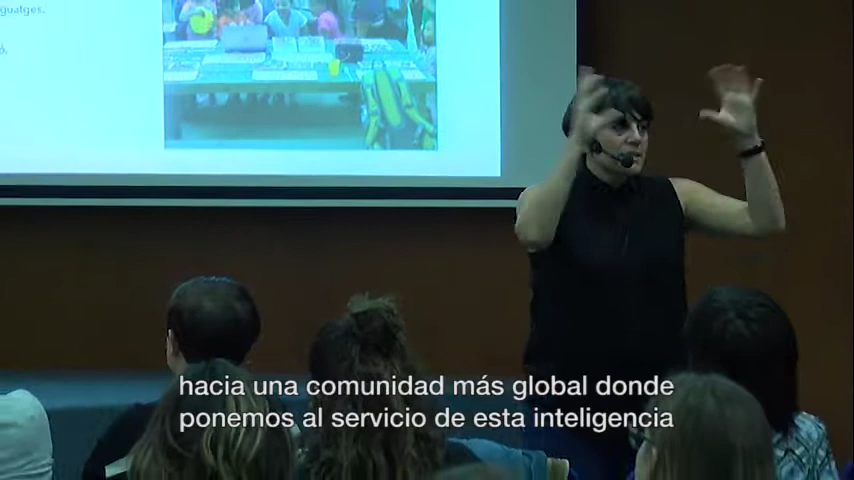 hacia una comunidad más global donde
ponemos al servicio de esta inteligencia